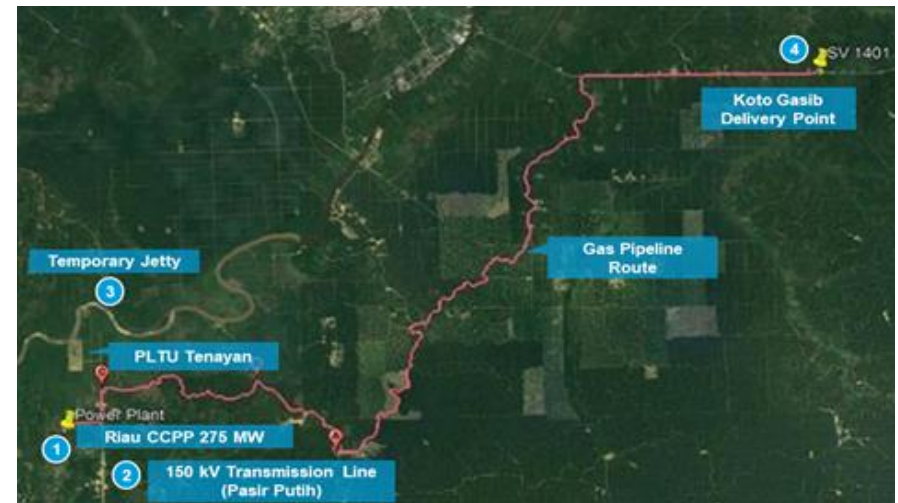 4
SV 1401
Koto Gasib
Delivery Point
Gas Pipeline
Route
Temporary Jetty
3
PLTU Tenayan
Power Plant
Riau CCPP 275 MW
1
2
150 kV Transmission Line
(Pasir Putih)